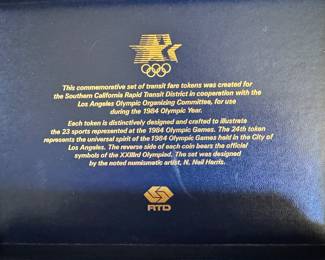 This commemorative set of transit fare tokens was created for
the Southern California Rapid Transit District in cooperation with the
Los Angeles Olympic Organizing Committee, for use
during the 1984 Olympic Year.
Each token is distinctively designed and crafted to illustrate
the 23 sports represented at the 1984 Olympic Games. The 24th token
represents the universal spirit of the 1984 Games held in the City of
Los Angeles. The reverse side of each coin bears the official
symbols of the XXIIIrd Olympiad. The set was designed
by the noted numismatic artist, N. Neil Harris.
RTD